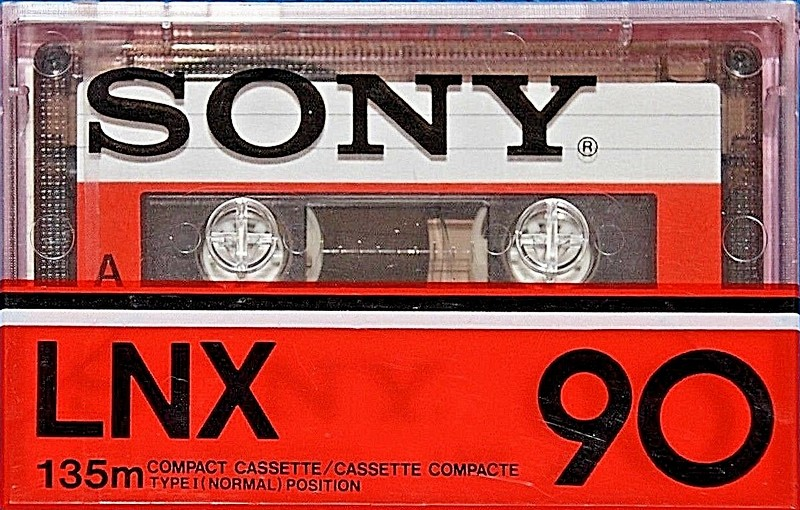 SONY®
A
LNX 90
135m COMPACT CASSETTE/CASSETTE COMPACTE
TYPE I (NORMAL) POSITION